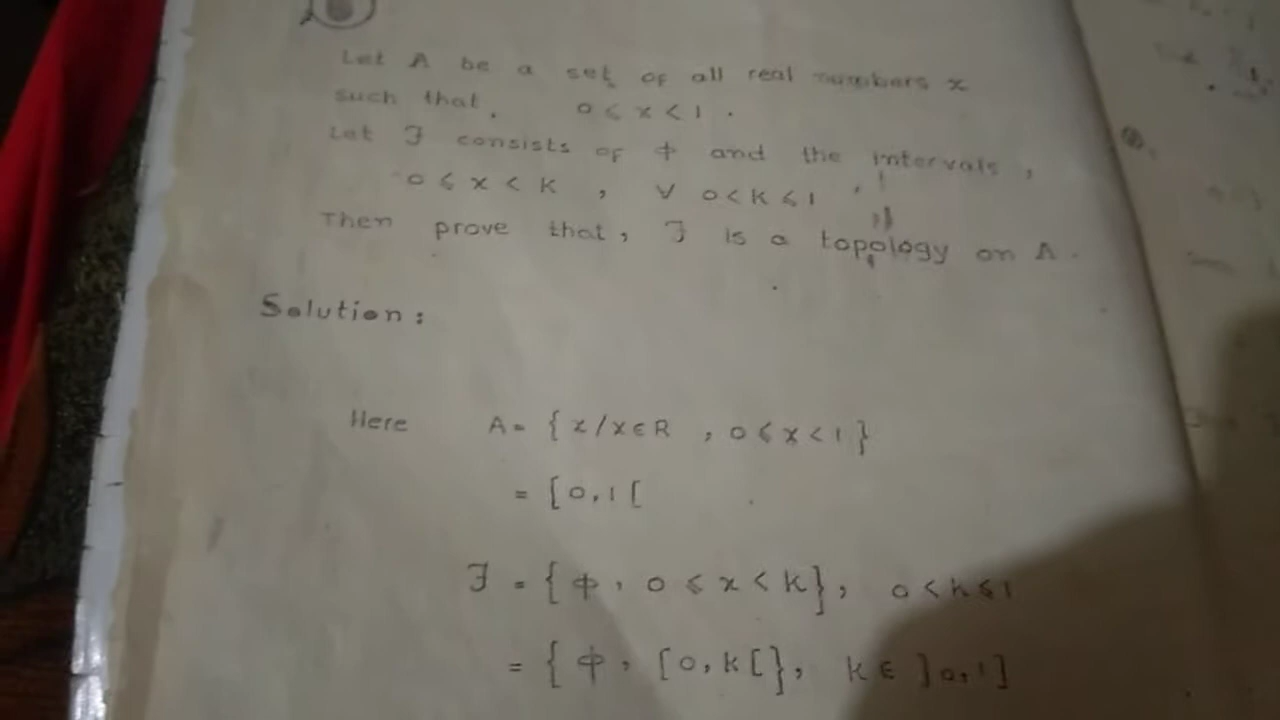 Let A be a set of all real numbers x
such that, 0 ⩽ x < 1 .
Let ℑ consists of ϕ and the intervals,
0 ⩽ x < K , ∀ 0 < K ⩽ 1
Then prove that, ℑ is a topology on A.
Solution:
Here A = { x/x∈R , 0 ⩽ x < 1 }
= [0,1[
ℑ = { ϕ, 0 ⩽ x < K }, 0 < K ⩽ 1
= { ϕ, [0,K[ }, K ∈ ]0,1]